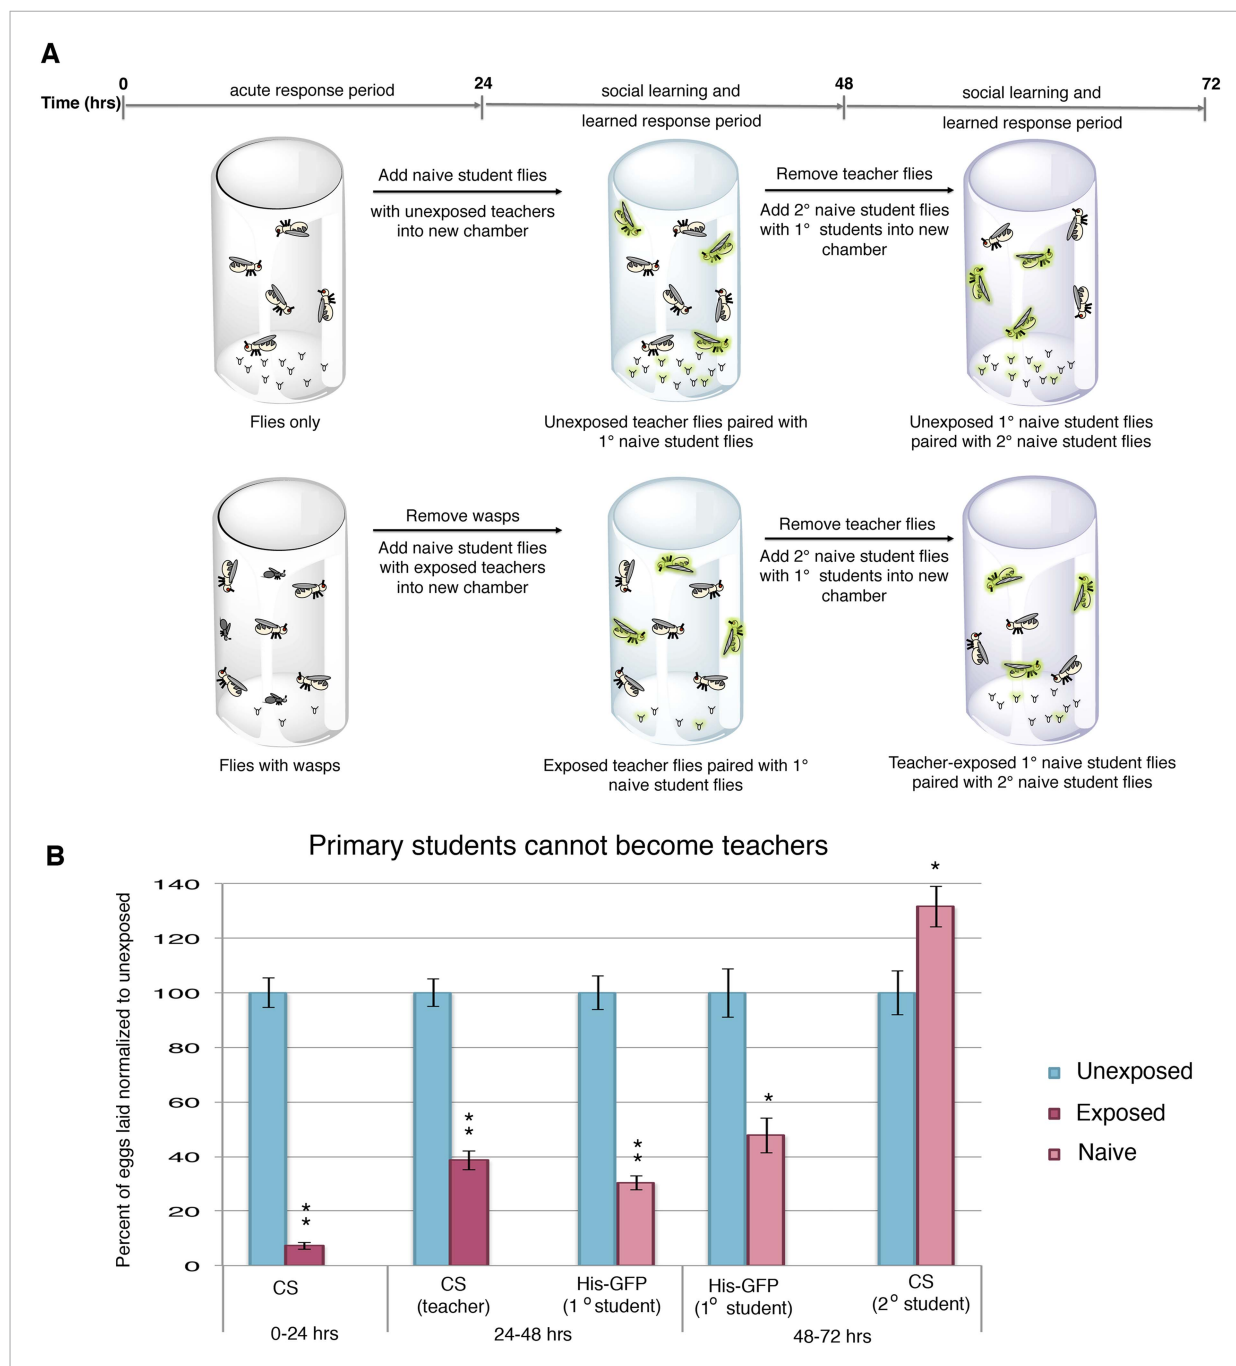 A
0
24
48
72
Time (hrs)
acute response period
social learning and
learned response period
social learning and
learned response period
Add naive student flies
with unexposed teachers
into new chamber
Remove teacher flies
Add 2° naive student flies
with 1° students into new
chamber
Flies only
Unexposed teacher flies paired with
1° naive student flies
Unexposed 1° naive student flies
paired with 2° naive student flies
Remove wasps
Add naive student flies
with exposed teachers
into new chamber
Remove teacher flies
Add 2° naive student flies
with 1° students into new
chamber
Flies with wasps
Exposed teacher flies paired with 1°
naive student flies
Teacher-exposed 1° naive student flies
paired with 2° naive student flies
B
Primary students cannot become teachers
Percent of eggs laid normalized to unexposed
140
120
100
80
60
40
20
0
*
*
*
*
*
*
*
*
Unexposed
Exposed
Naive
CS
CS
(teacher)
His-GFP
(1° student)
His-GFP
(1° student)
CS
(2° student)
0-24 hrs
24-48 hrs
48-72 hrs